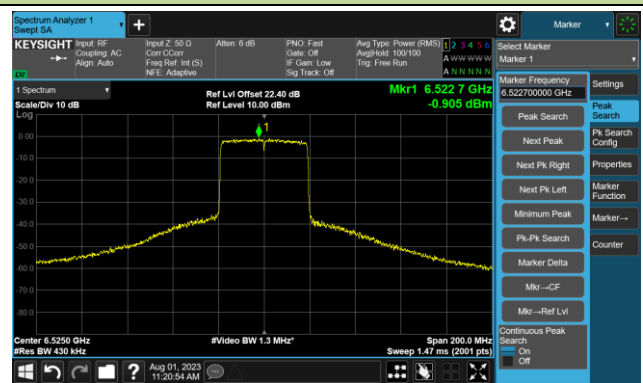 Spectrum Analyzer 1
Swept SA
+
Marker
KEYSIGHT
Input: RF
Coupling: AC
Align: Auto
Input Z: 50 Ω
Corr CCorr
Freq Ref: Int (S)
NFE: Adaptive
Atten: 6 dB
PNO: Fast
Gate: Off
IF Gain: Low
Sig Track: Off
Avg Type: Power (RMS)
Avg|Hold: 100/100
Trig: Free Run
1 2 3 4 5 6
A W W W W W
A N N N N N
LW
Select Marker
Marker 1
1 Spectrum
Scale/Div 10 dB
Log
Ref Lvl Offset 22.40 dB
Ref Level 10.00 dBm
Mkr1 6.522 7 GHz
-0.905 dBm
1
0.00
-10.0
-20.0
-30.0
-40.0
-50.0
-60.0
-70.0
-80.0
Center 6.5250 GHz
#Res BW 430 kHz
#Video BW 1.3 MHz*
Span 200.0 MHz
Sweep 1.47 ms (2001 pts)
Marker Frequency
6.522700000 GHz
Peak Search
Next Peak
Next Pk Right
Next Pk Left
Minimum Peak
Pk-Pk Search
Marker Delta
Mkr→CF
Mkr→Ref Lvl
Continuous Peak
Search
On
Off
Settings
Peak
Search
Pk Search
Config
Properties
Marker
Function
Marker→
Counter
?
Aug 01, 2023
11:20:54 AM